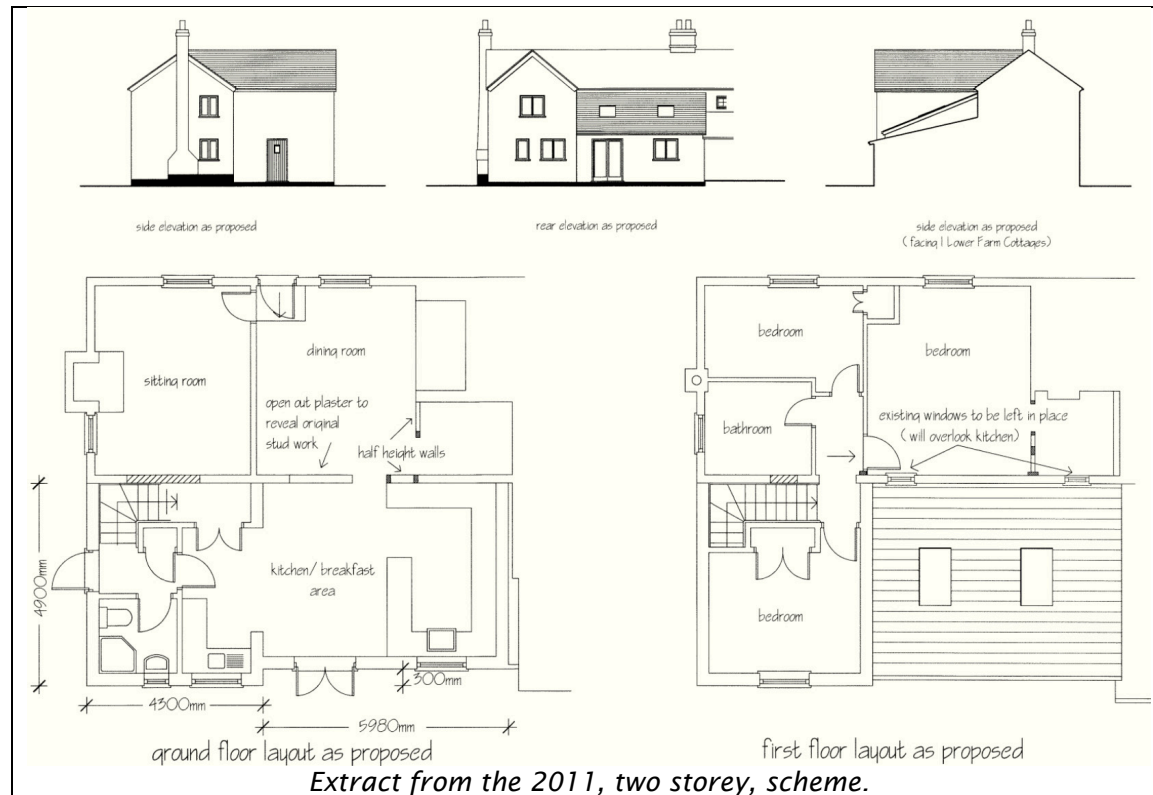 side elevation as proposed
rear elevation as proposed
side elevation as proposed
(facing 1 Lower Farm Cottages)
sitting room
dining room
open out plaster to
reveal original
stud work
half height walls
kitchen/ breakfast
area
4900mm
4300mm
5980mm
300mm
ground floor layout as proposed
bedroom
bedroom
bathroom
existing windows to be left in place
(will overlook kitchen)
bedroom
first floor layout as proposed
Extract from the 2011, two storey, scheme.